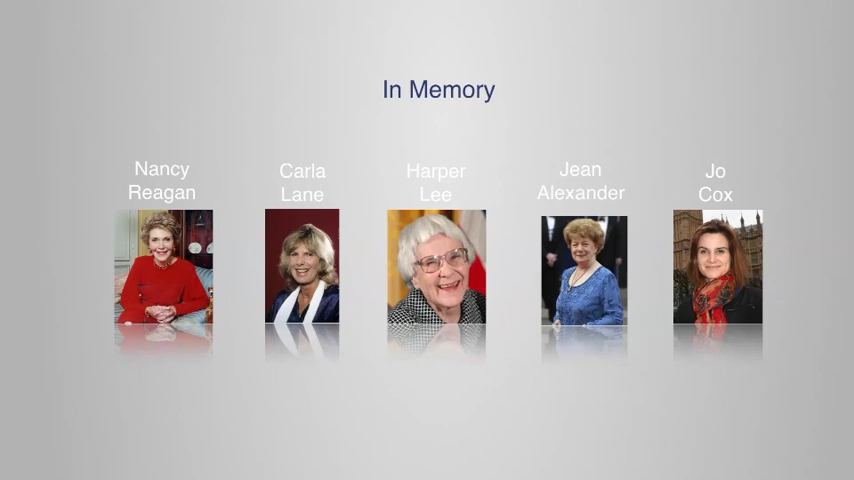 In Memory
Nancy
Reagan
Carla
Lane
Harper
Lee
Jean
Alexander
Jo
Cox